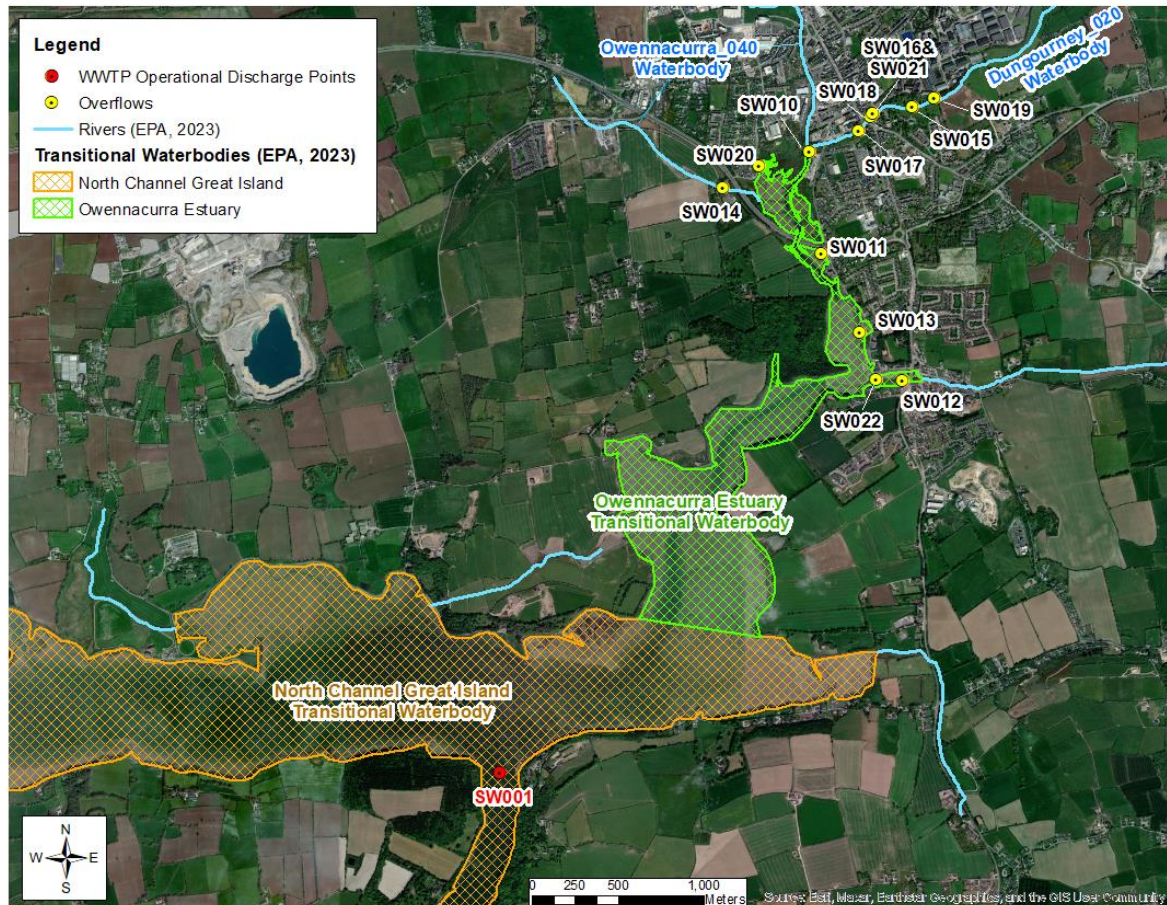 Legend
WWTP Operational Discharge Points
Overflows
Rivers (EPA, 2023)
Transitional Waterbodies (EPA, 2023)
North Channel Great Island
Owennacurra Estuary
Owennacurra_040
Waterbody
Dungourney_020
Waterbody
SW016&
SW021
SW018
SW010
SW019
SW015
SW017
SW020
SW014
SW011
SW013
SW012
SW022
Owennacurra Estuary
Transitional Waterbody
North Channel Great Island
Transitional Waterbody
SW001
N
W E
S
0 250 500 1,000
Meters
Source: Esri, Maxar, Earthstar Geographics, and the GIS User Community